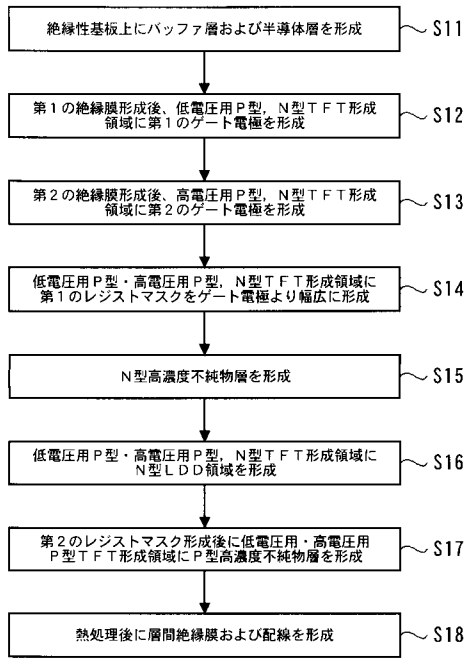 絶縁性基板上にバッファ層および半導体層を形成
S11
第1の絶縁膜形成後、低電圧用P型，N型TFT形成
領域に第1のゲート電極を形成
S12
第2の絶縁膜形成後、高電圧用P型，N型TFT形成
領域に第2のゲート電極を形成
S13
低電圧用P型・高電圧用P型，N型TFT形成領域に
第1のレジストマスクをゲート電極より幅広に形成
S14
N型高濃度不純物層を形成
S15
低電圧用P型・高電圧用P型，N型TFT形成領域に
N型LDD領域を形成
S16
第2のレジストマスク形成後に低電圧用・高電圧用
P型TFT形成領域にP型高濃度不純物層を形成
S17
熱処理後に層間絶縁膜および配線を形成
S18